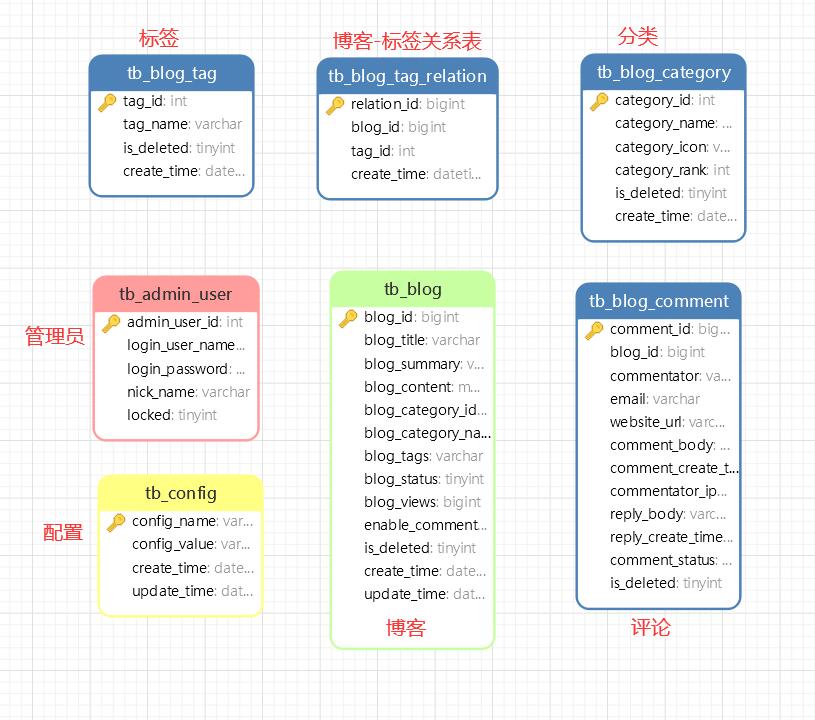 标签
tb_blog_tag
tag_id: int
tag_name: varchar
is_deleted: tinyint
create_time: date...
博客-标签关系表
tb_blog_tag_relation
relation_id: bigint
blog_id: bigint
tag_id: int
create_time: dateti...
分类
tb_blog_category
category_id: int
category_name: ...
category_icon: v...
category_rank: int
is_deleted: tinyint
create_time: date...
管理员
tb_admin_user
admin_user_id: int
login_user_name...
login_password: ...
nick_name: varchar
locked: tinyint
配置
tb_config
config_name: var...
config_value: var...
create_time: date...
update_time: dat...
tb_blog
blog_id: bigint
blog_title: varchar
blog_summary: v...
blog_content: m...
blog_category_id...
blog_category_na...
blog_tags: varchar
blog_status: tinyint
blog_views: bigint
enable_comment...
is_deleted: tinyint
create_time: date...
update_time: dat...
博客
tb_blog_comment
comment_id: big...
blog_id: bigint
commentator: va...
email: varchar
website_url: varc...
comment_body: ...
comment_create_t...
commentator_ip...
reply_body: varc...
reply_create_time...
comment_status: ...
is_deleted: tinyint
评论